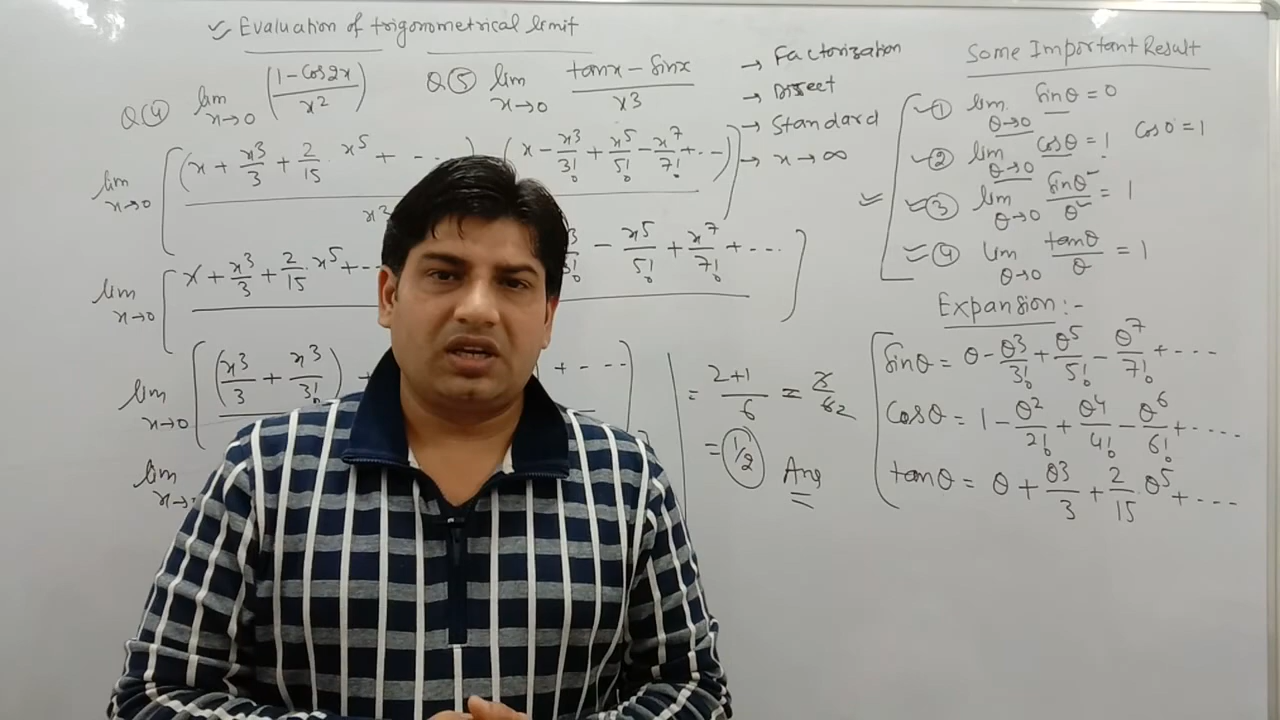 Evaluation of trigonometrical limit
Q④ lim x→0 (1-cos2x / x²)
Q⑤ lim x→0 tanx - sinx / x3
lim x→0 [(x + x3/3 + 2/15 x5 + - - -) (x - x3/3! + x5/5! - x7/7! + - -)] / x3
lim x→0 [x + x3/3 + 2/15 . x5 + - - 3! - x5/5! + x7/7! + - - - -]
lim x→0 [(x3/3 + x3/3!) + + - - - -]
lim x→
= 2+1 / 6 = 3 / 6 2
= 1/2 Ans
→ Factorization
→ Direct
→ Standard
→ x → ∞
Some Important Result
① lim θ→0 sinθ = 0
② lim θ→0 cosθ = 1 cos0 = 1
③ lim θ→0 sinθ / θ = 1
④ lim θ→0 tanθ / θ = 1
Expansion :-
sinθ = θ - θ3/3! + θ5/5! - θ7/7! + - - - -
cosθ = 1 - θ2/2! + θ4/4! - θ6/6! + - - - -
tanθ = θ + θ3/3 + 2/15 . θ5 + - - - -